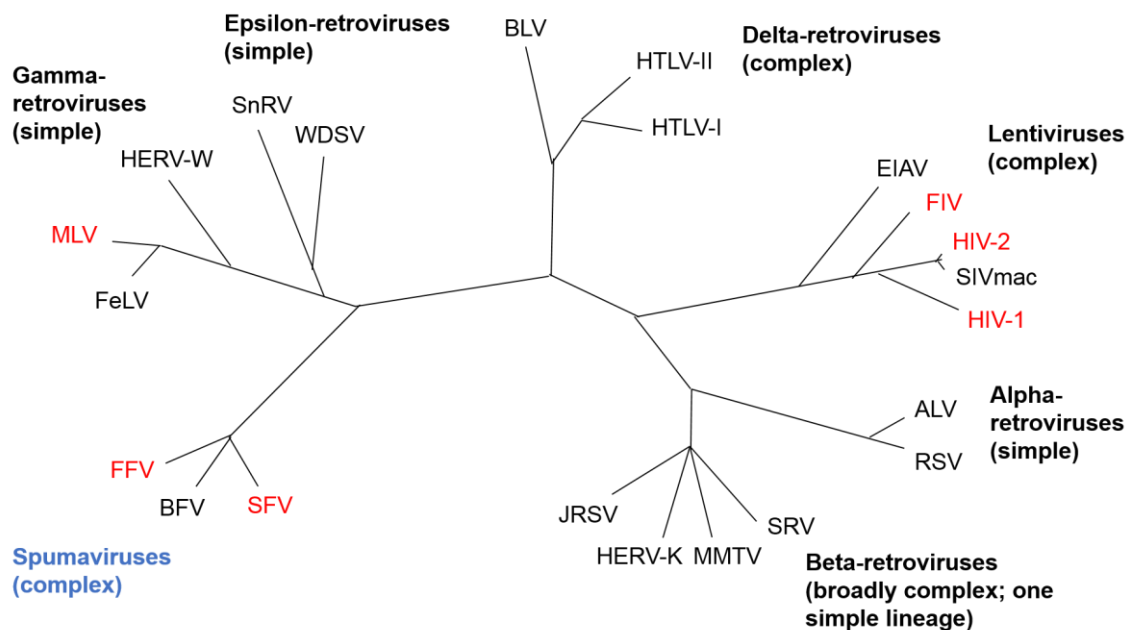 Epsilon-retroviruses
(simple)
BLV
Delta-retroviruses
(complex)
HTLV-II
HTLV-I
Gamma-
retroviruses
(simple)
SnRV
WDSV
HERV-W
MLV
FeLV
Lentiviruses
(complex)
EIAV
FIV
HIV-2
SIVmac
HIV-1
Alpha-
retroviruses
(simple)
ALV
RSV
FFV
BFV
SFV
Spumaviruses
(complex)
JRSV
HERV-K
MMTV
SRV
Beta-retroviruses
(broadly complex; one
simple lineage)